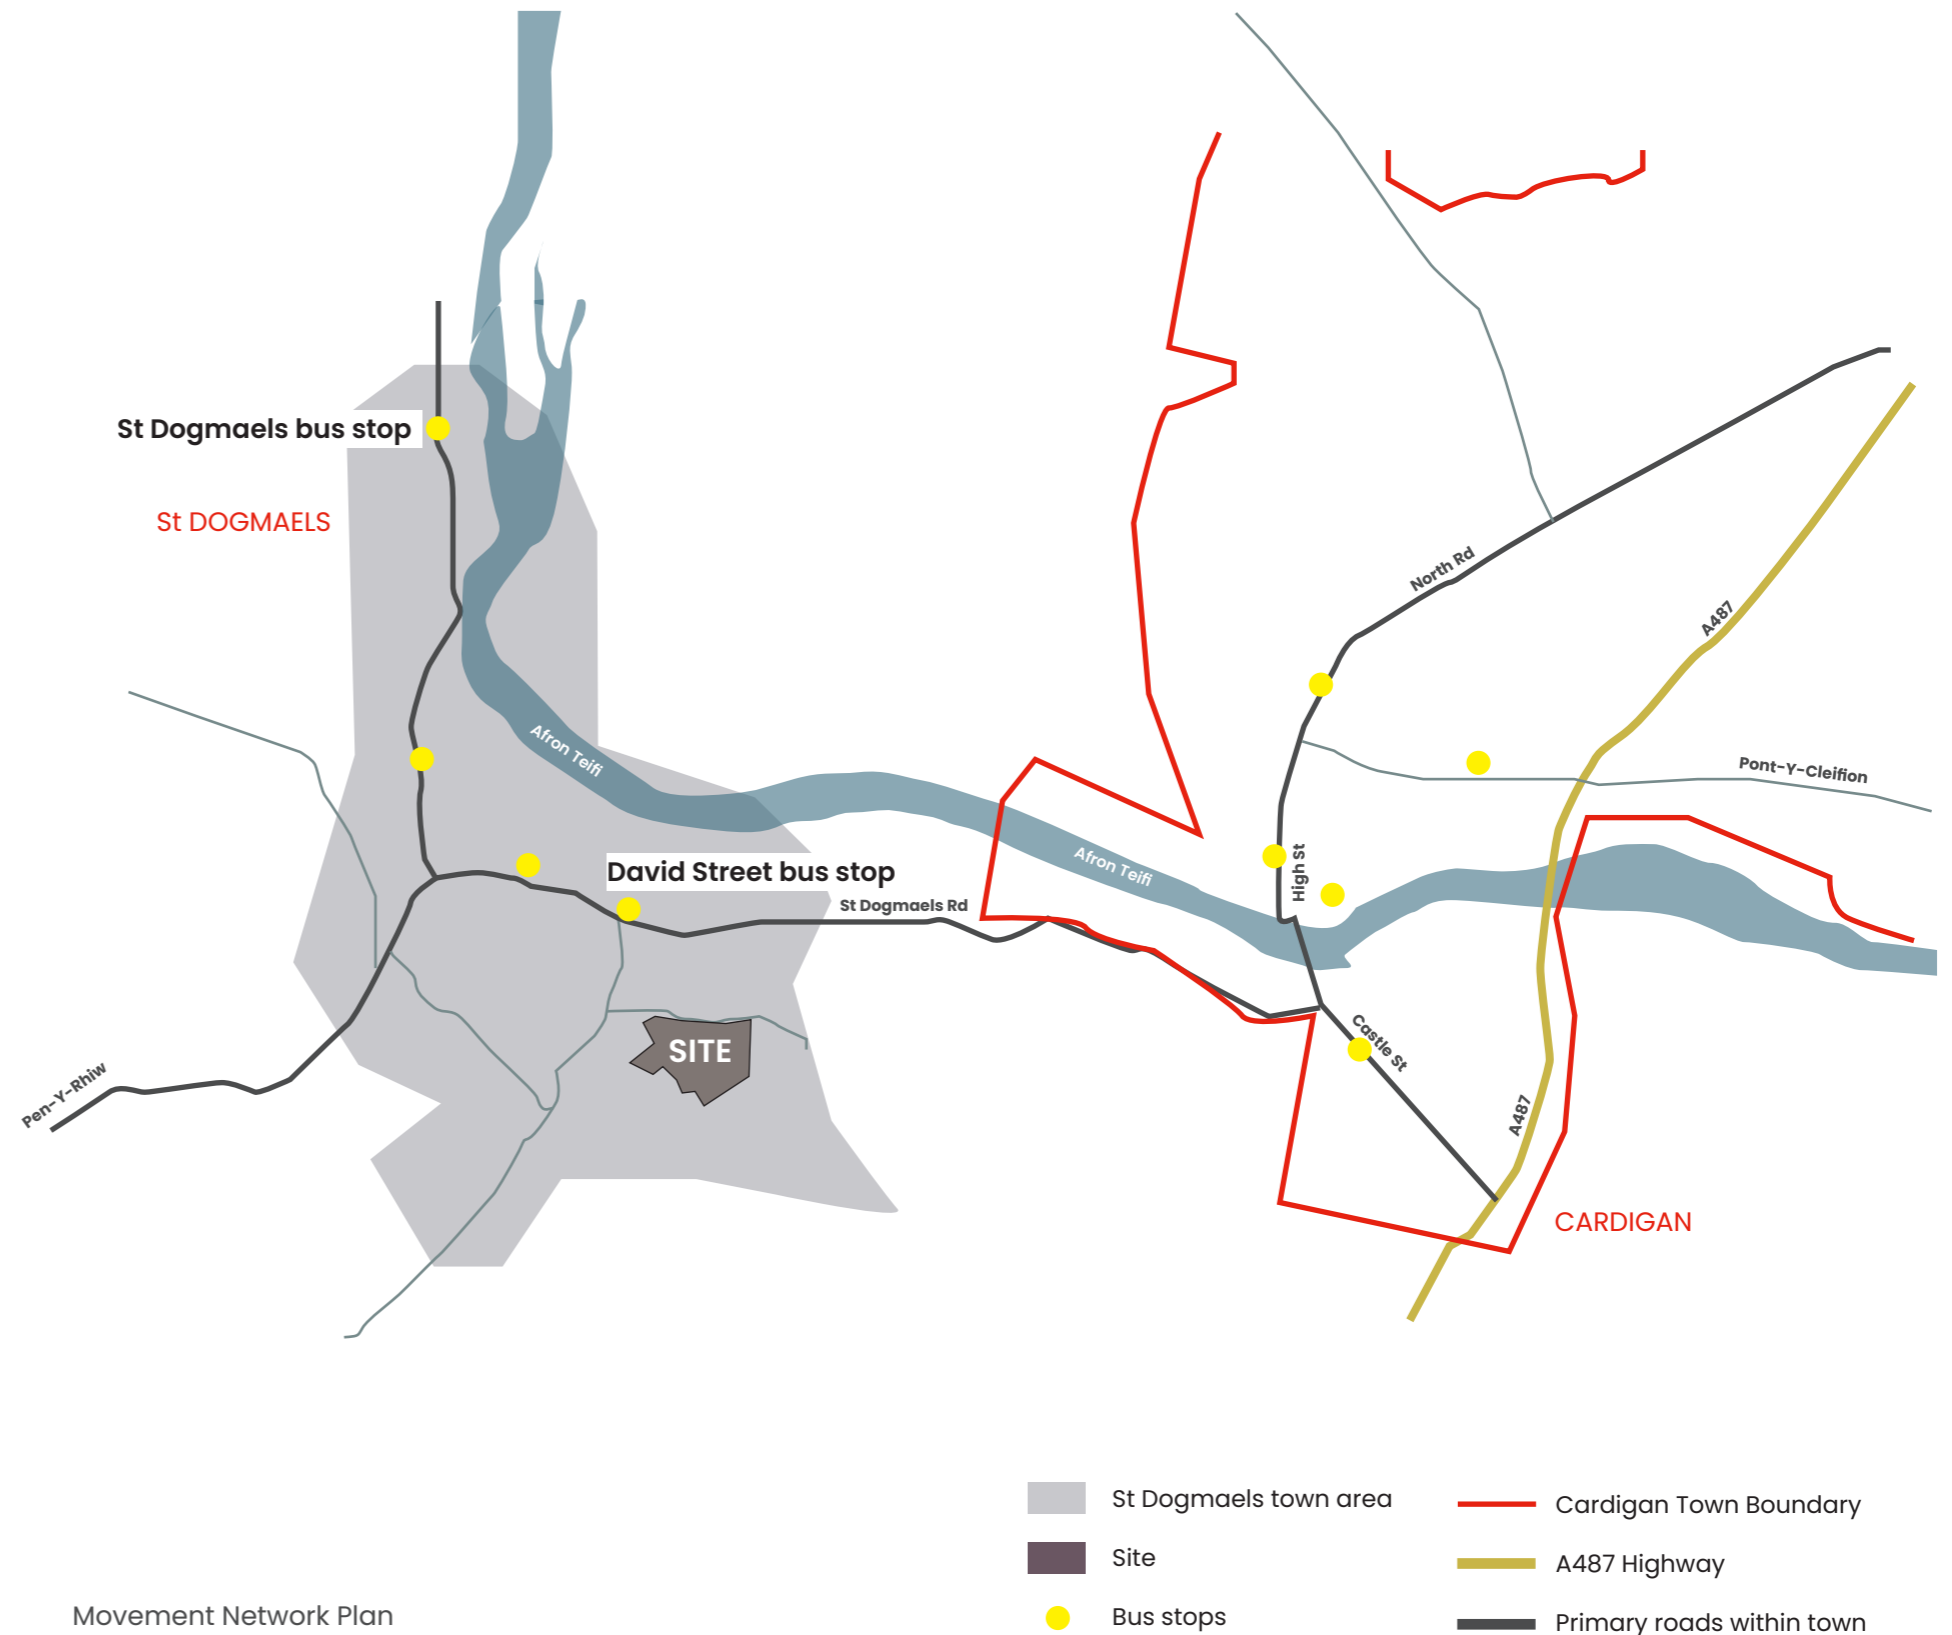 St Dogmaels bus stop
St DOGMAELS
North Rd
A487
Afron Teifi
Pont-Y-Cleifion
David Street bus stop
Afron Teifi
High St
St Dogmaels Rd
SITE
Castle St
Pen-Y-Rhiw
A487
CARDIGAN
St Dogmaels town area
Cardigan Town Boundary
Site
A487 Highway
Movement Network Plan
Bus stops
Primary roads within town